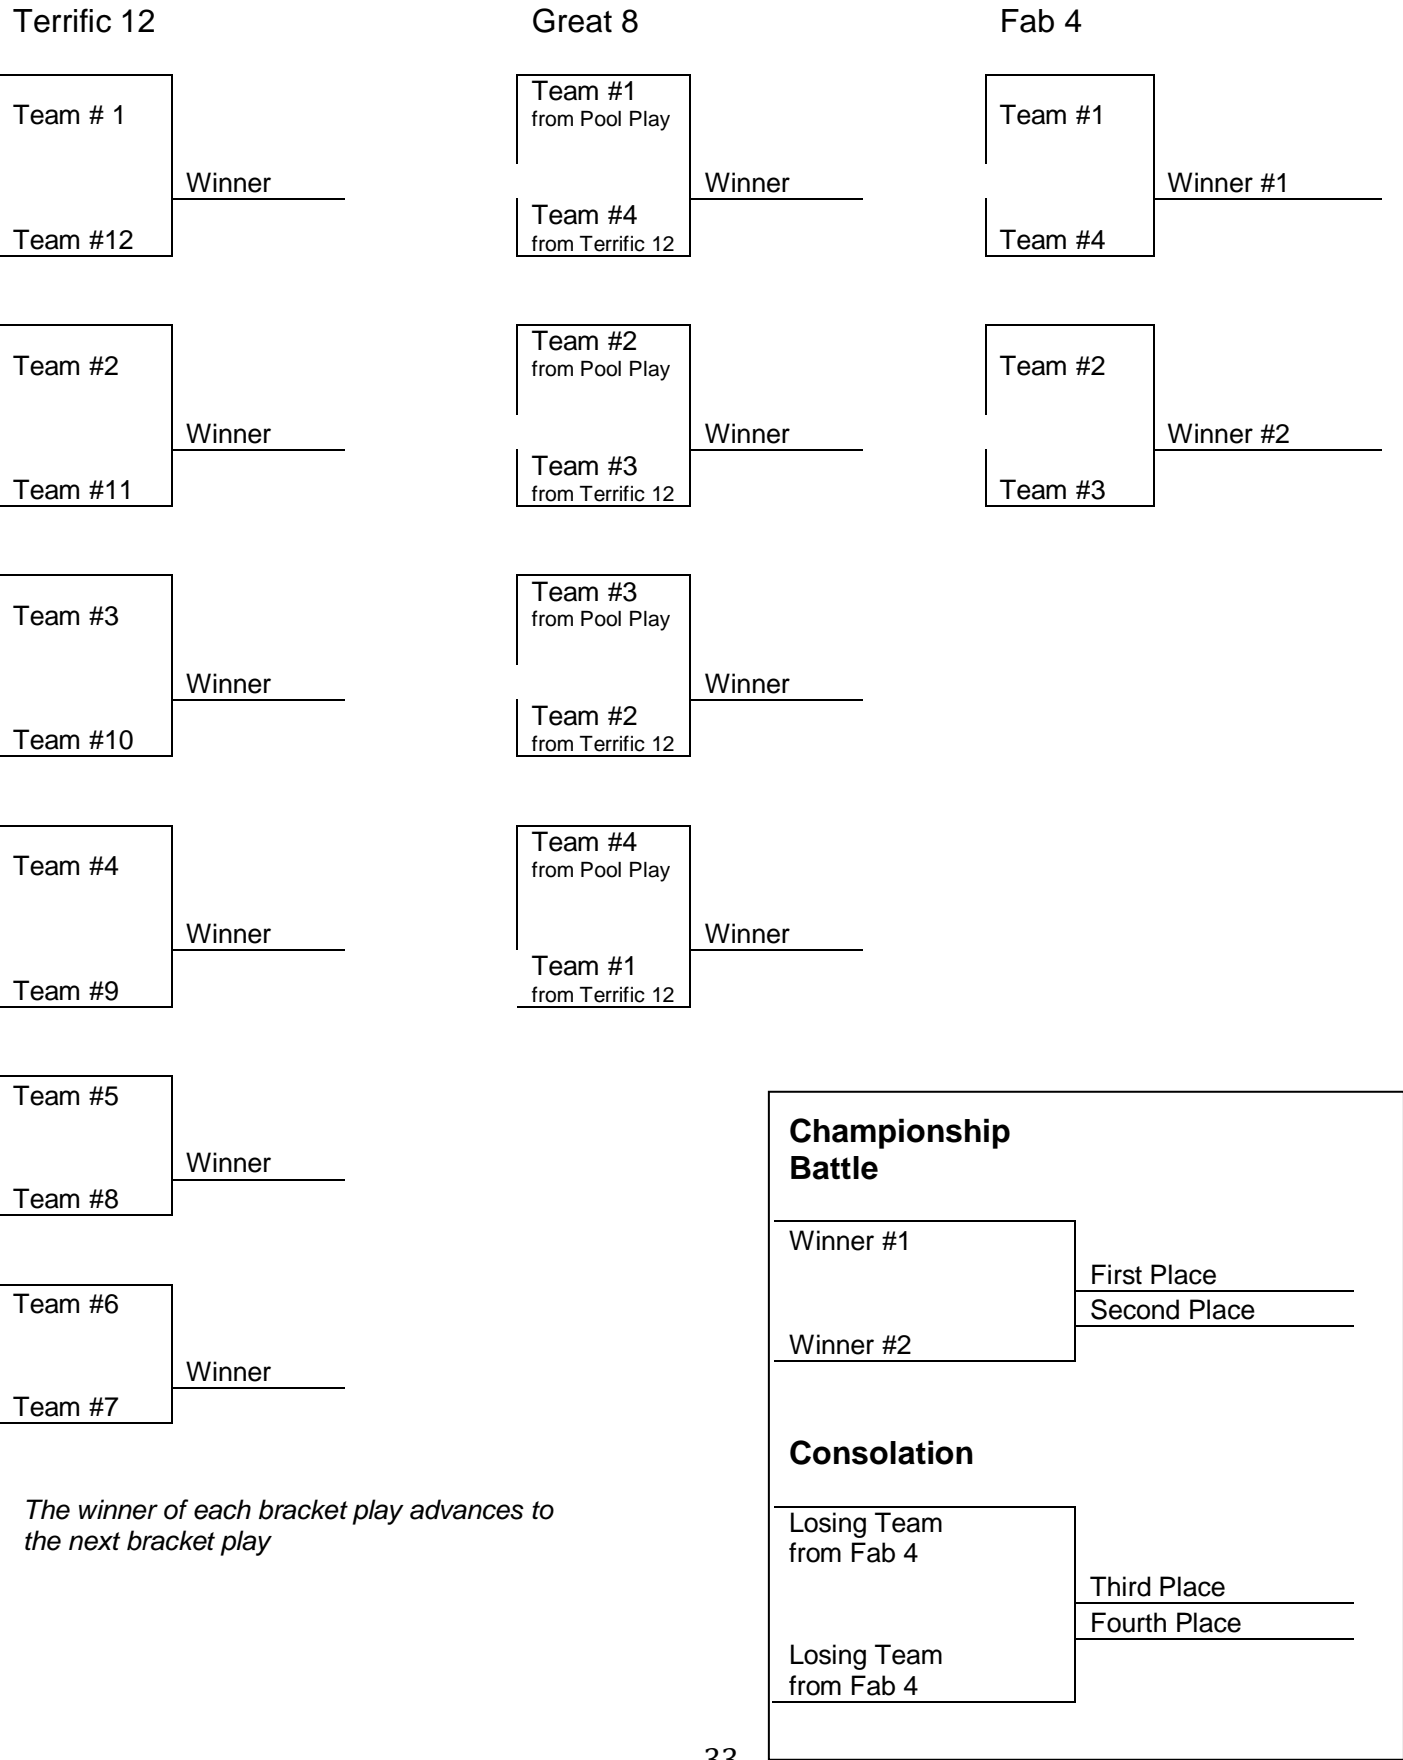 Terrific 12
Team # 1
Winner
Team #12
Team #2
Winner
Team #11
Team #3
Winner
Team #10
Team #4
Winner
Team #9
Team #5
Winner
Team #8
Team #6
Winner
Team #7
The winner of each bracket play advances to
the next bracket play
Great 8
Team #1
from Pool Play
Winner
Team #4
from Terrific 12
Team #2
from Pool Play
Winner
Team #3
from Terrific 12
Team #3
from Pool Play
Winner
Team #2
from Terrific 12
Team #4
from Pool Play
Winner
Team #1
from Terrific 12
Fab 4
Team #1
Winner #1
Team #4
Team #2
Winner #2
Team #3
Championship
Battle
Winner #1
First Place
Second Place
Winner #2
Consolation
Losing Team
from Fab 4
Third Place
Fourth Place
Losing Team
from Fab 4
33